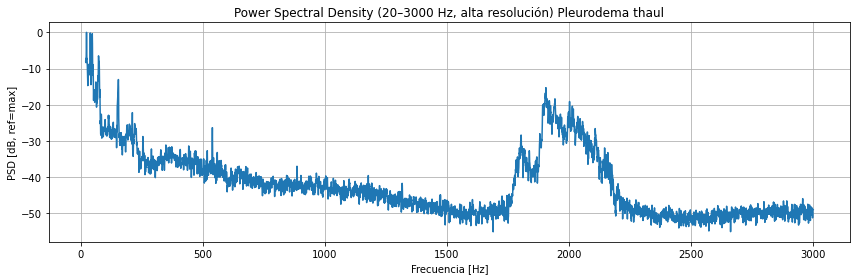 Power Spectral Density (20–3000 Hz, alta resolución) Pleurodema thaul
PSD [dB, ref=max]
0
−10
−20
−30
−40
−50
0 500 1000 1500 2000 2500 3000
Frecuencia [Hz]